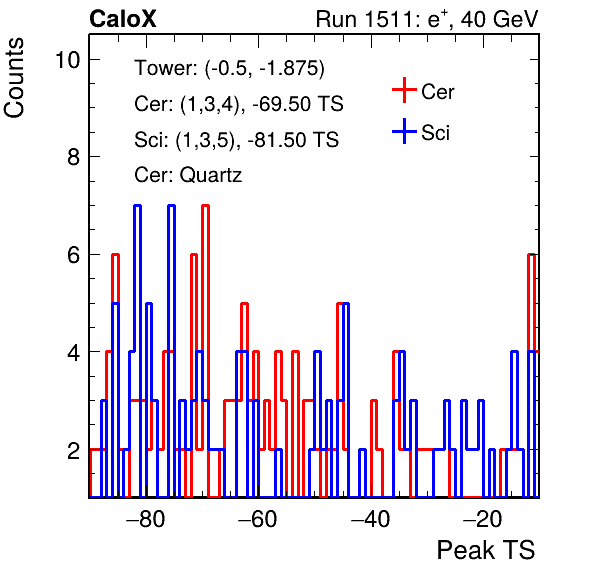 CaloX Run 1511: e⁺, 40 GeV
Counts
Tower: (-0.5, -1.875)
Cer: (1,3,4), -69.50 TS
Sci: (1,3,5), -81.50 TS
Cer: Quartz
Cer
Sci
10
8
6
4
2
−80 −60 −40 −20
Peak TS